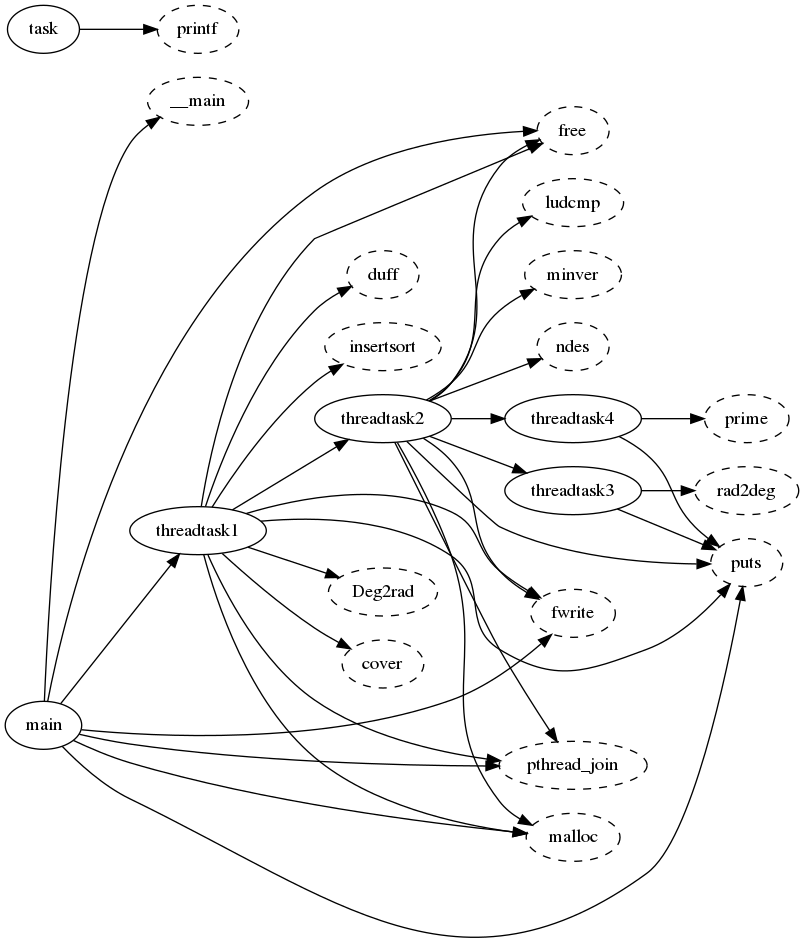 task
printf
__main
free
ludcmp
duff
minver
insertsort
ndes
threadtask2
threadtask4
prime
threadtask3
rad2deg
threadtask1
puts
Deg2rad
fwrite
cover
main
pthread_join
malloc